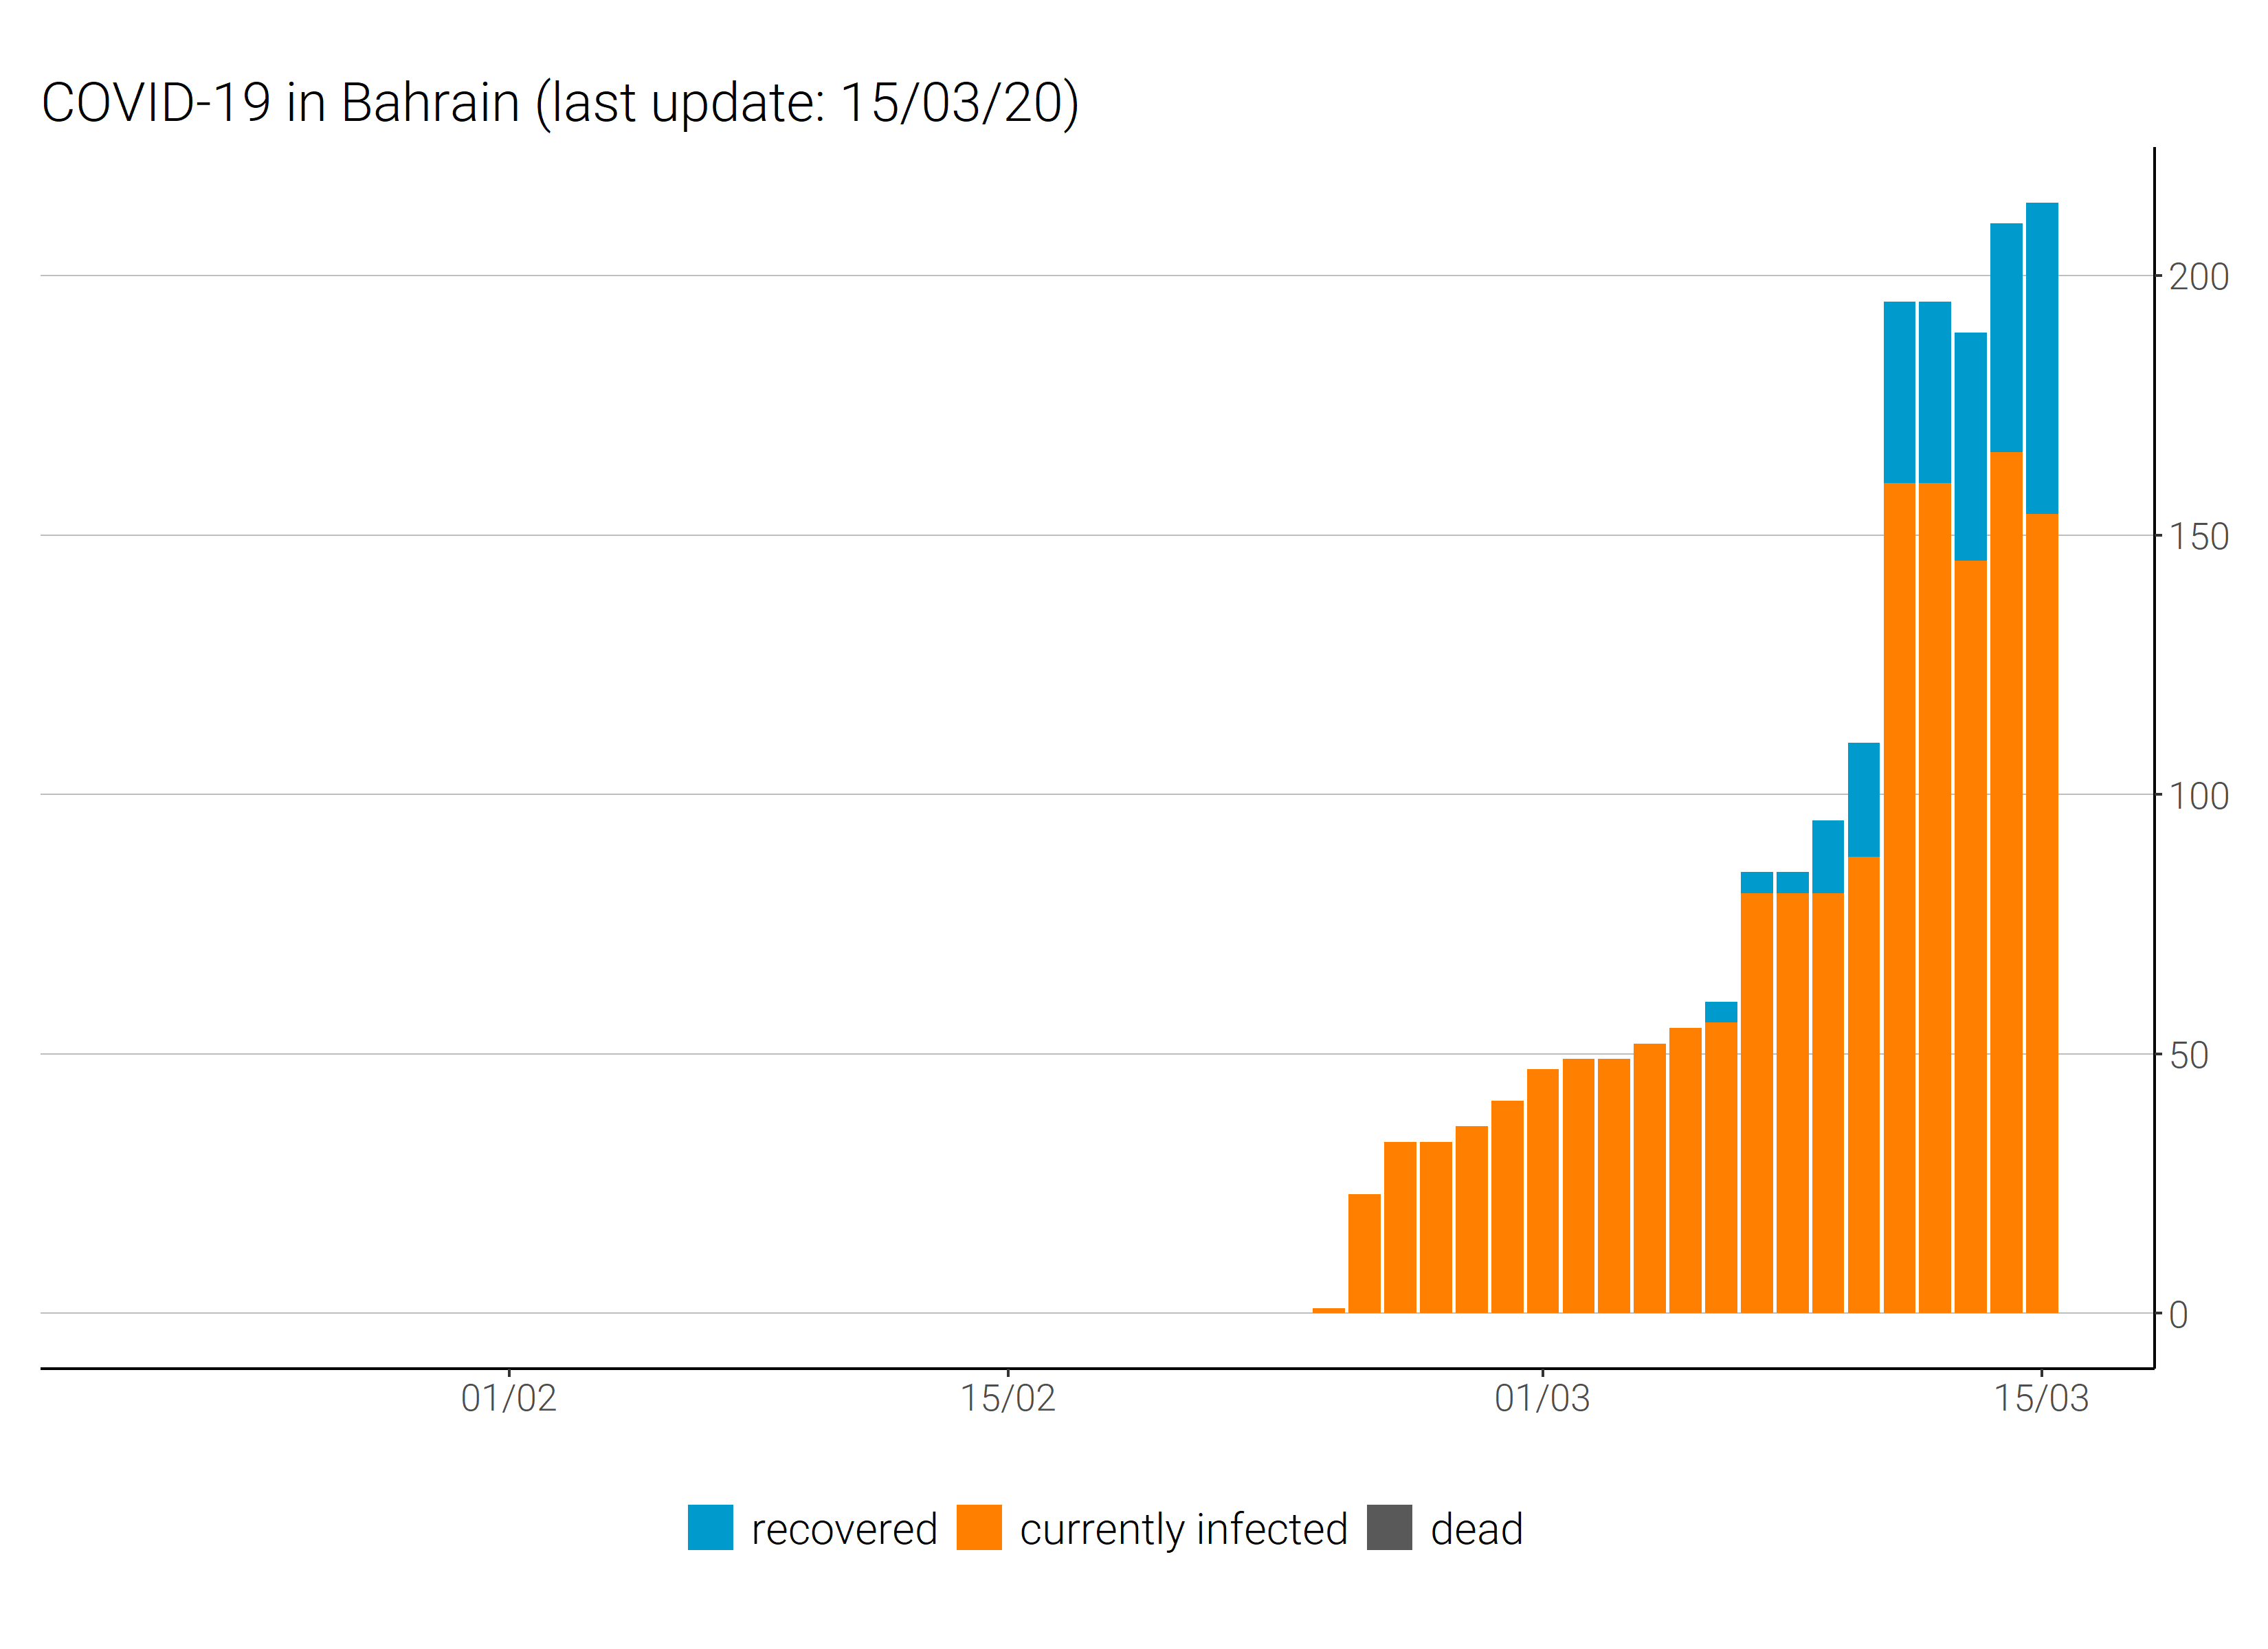 COVID-19 in Bahrain (last update: 15/03/20)
200
150
100
50
0
01/02 15/02 01/03 15/03
recovered currently infected dead